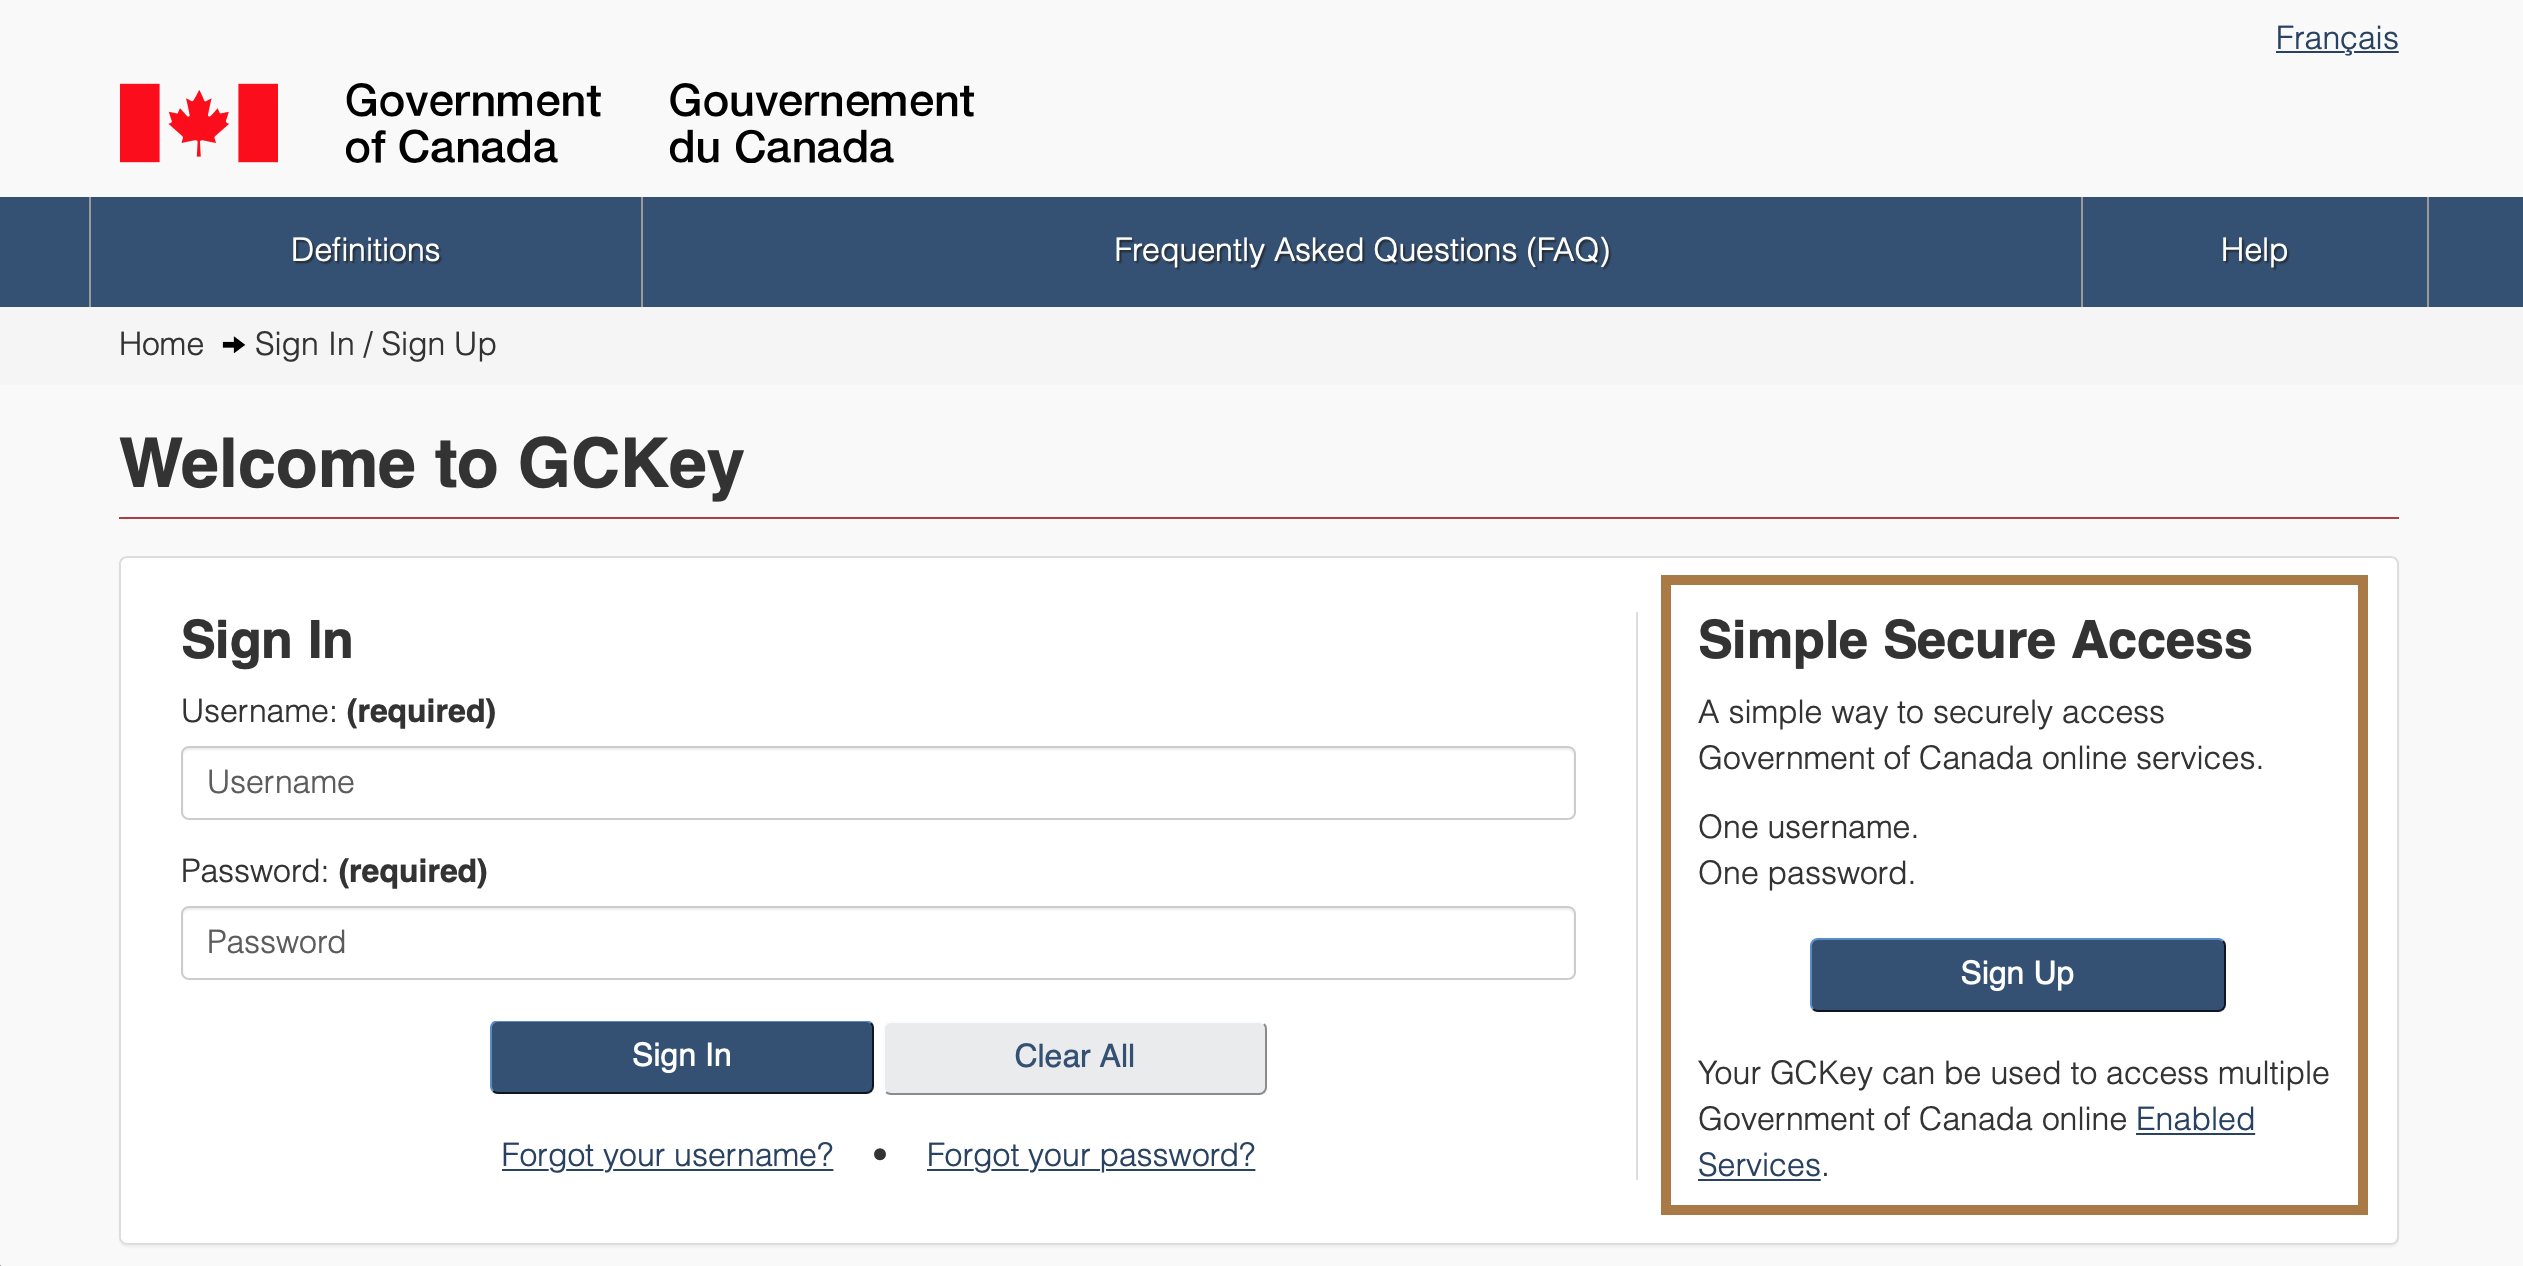 Français
Government
of Canada
Gouvernement
du Canada
Definitions
Frequently Asked Questions (FAQ)
Help
Home ➔ Sign In / Sign Up
Welcome to GCKey
Sign In
Username: (required)
Username
Password: (required)
Password
Sign In
Clear All
Forgot your username? • Forgot your password?
Simple Secure Access
A simple way to securely access
Government of Canada online services.
One username.
One password.
Sign Up
Your GCKey can be used to access multiple
Government of Canada online Enabled
Services.